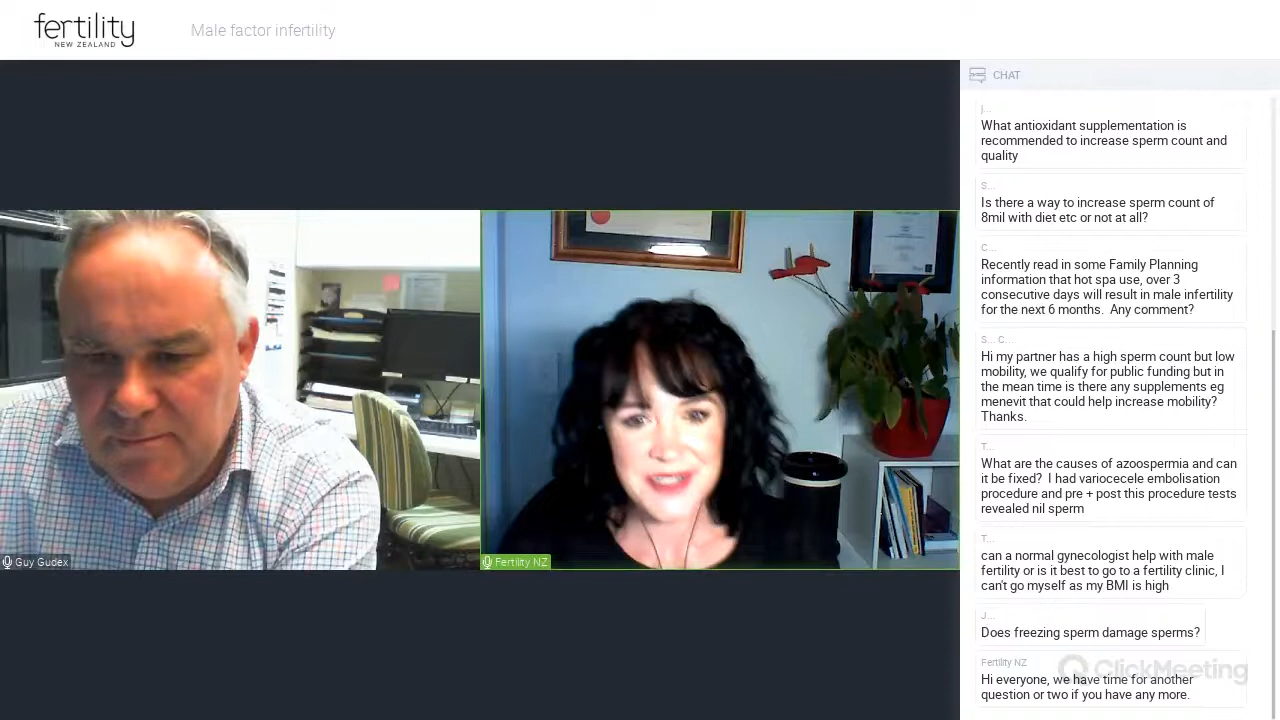 fertility
NEW ZEALAND
Male factor infertility
CHAT
j...
What antioxidant supplementation is
recommended to increase sperm count and
quality
S...
Is there a way to increase sperm count of
8mil with diet etc or not at all?
C...
Recently read in some Family Planning
information that hot spa use, over 3
consecutive days will result in male infertility
for the next 6 months.  Any comment?
S... C....
Hi my partner has a high sperm count but low
mobility, we qualify for public funding but in
the mean time is there any supplements eg
menevit that could help increase mobility?
Thanks.
T...
What are the causes of azoospermia and can
it be fixed?  I had variococele embolisation
procedure and pre + post this procedure tests
revealed nil sperm
T...
can a normal gynecologist help with male
fertility or is it best to go to a fertility clinic, I
can't go myself as my BMI is high
J...
Does freezing sperm damage sperms?
Fertility NZ
Hi everyone, we have time for another
question or two if you have any more.
ClickMeeting
Guy Gudex
Fertility NZ